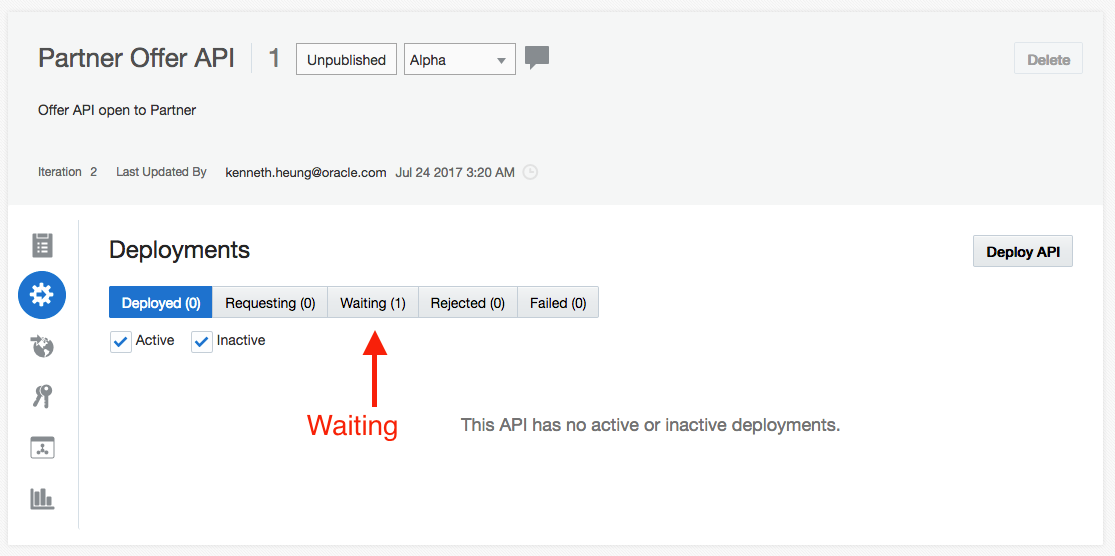 Partner Offer API 1 Unpublished Alpha Delete
Offer API open to Partner
Iteration 2 Last Updated By kenneth.heung@oracle.com Jul 24 2017 3:20 AM
Deployments Deploy API
Deployed (0) Requesting (0) Waiting (1) Rejected (0) Failed (0)
Active Inactive
Waiting
This API has no active or inactive deployments.